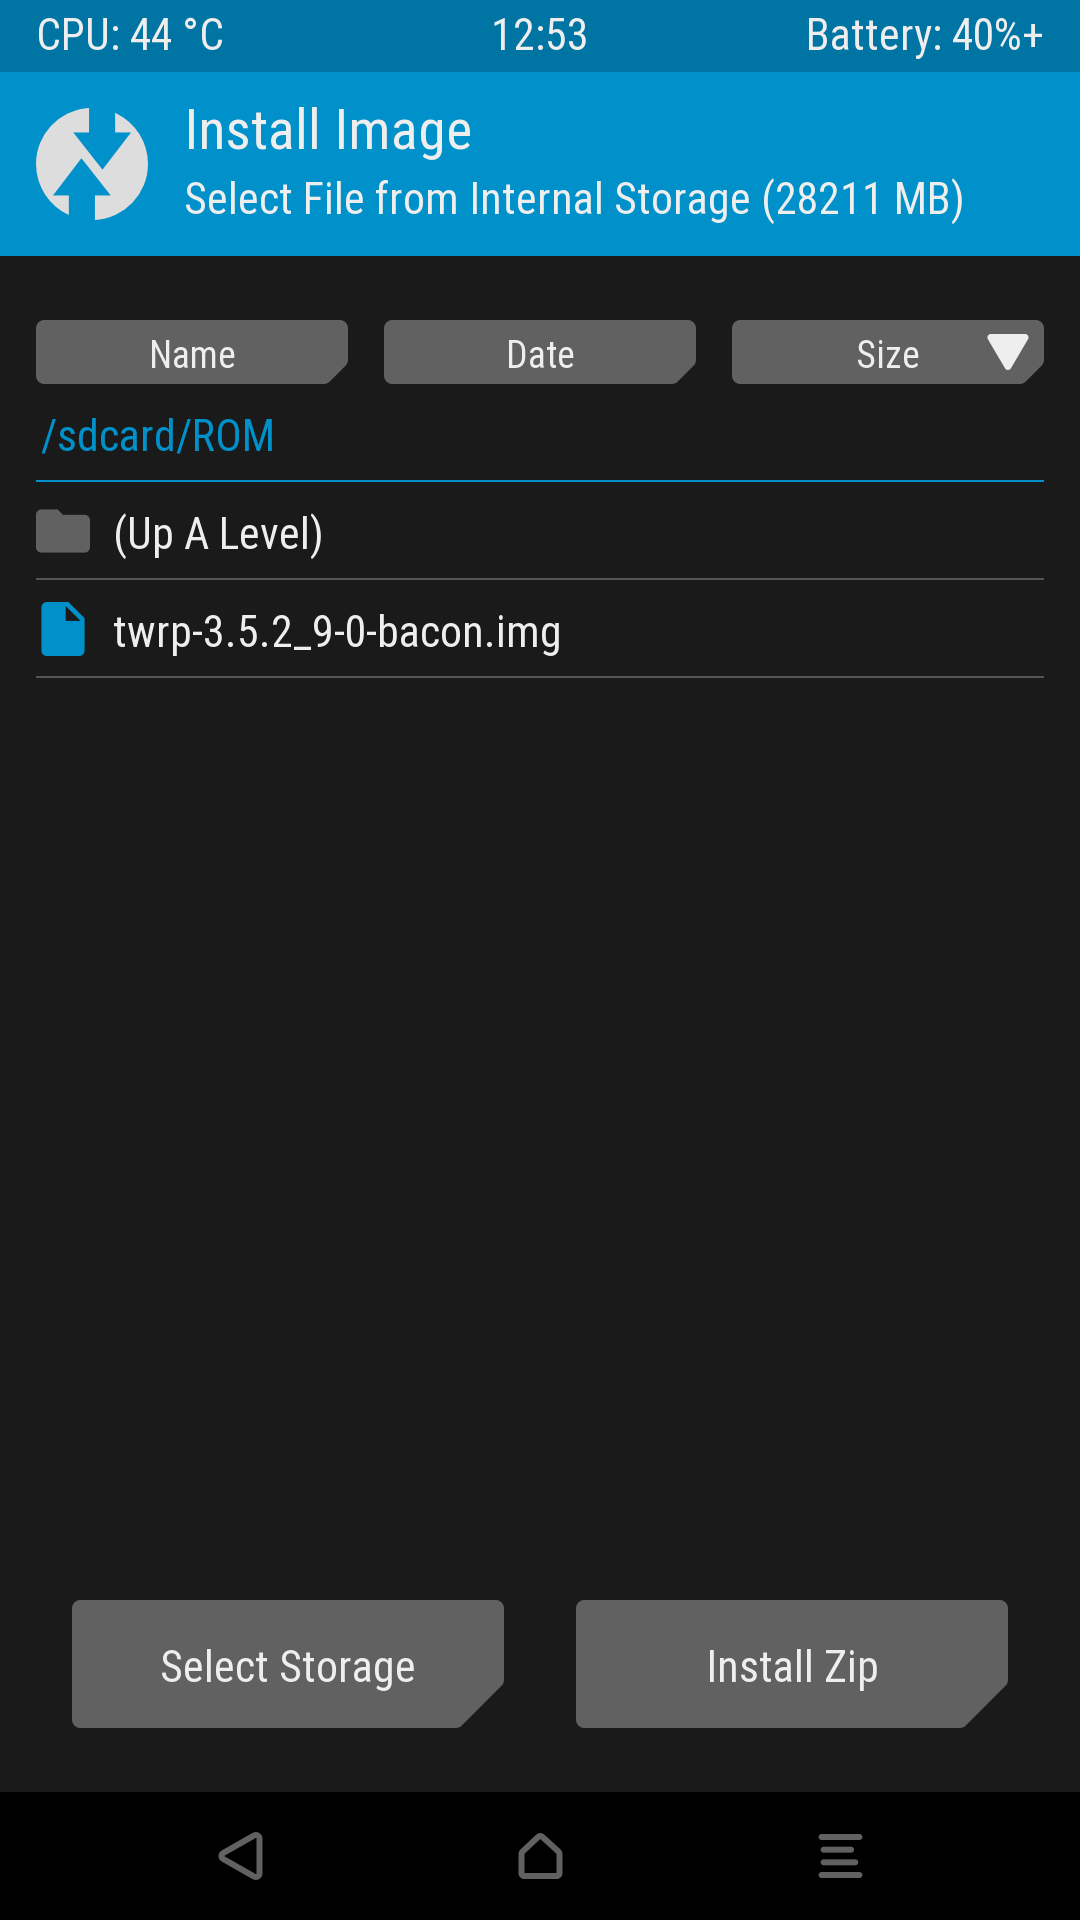 CPU: 44 °C 12:53 Battery: 40%+
Install Image
Select File from Internal Storage (28211 MB)
Name Date Size
/sdcard/ROM
(Up A Level)
twrp-3.5.2_9-0-bacon.img
Select Storage Install Zip